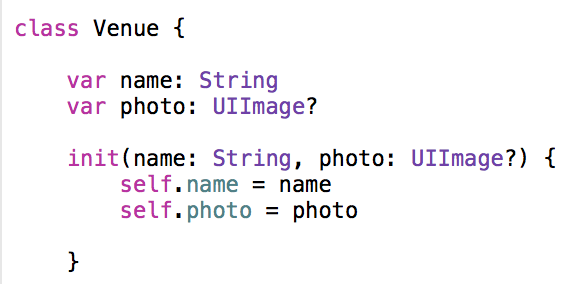 class Venue {
var name: String
var photo: UIImage?
init(name: String, photo: UIImage?) {
self.name = name
self.photo = photo
}